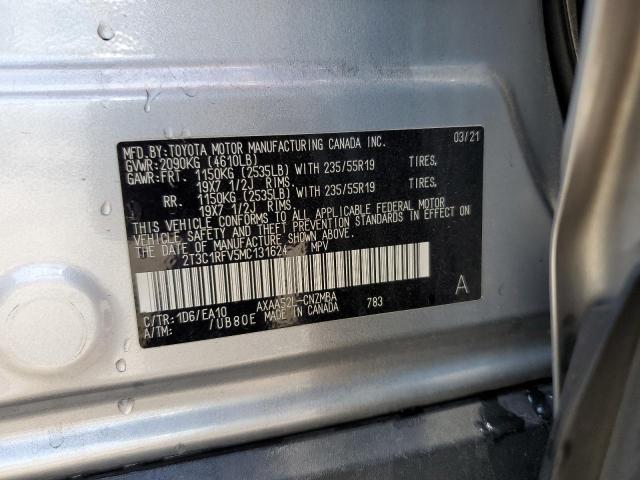 MFD.BY:TOYOTA MOTOR MANUFACTURING CANADA INC. 03/21
GVWR:2090KG (4610LB)
GAWR:FRT. 1150KG (2535LB) WITH 235/55R19 TIRES,
19X7 1/2J RIMS.
RR. 1150KG (2535LB) WITH 235/55R19 TIRES,
19X7 1/2J RIMS.
THIS VEHICLE CONFORMS TO ALL APPLICABLE FEDERAL MOTOR
VEHICLE SAFETY AND THEFT PREVENTION STANDARDS IN EFFECT ON
THE DATE OF MANUFACTURE SHOWN ABOVE.
2T3C1RFV5MC131624 MPV
C/TR:1D6/EA10 AXAA52L-CNZMBA 783 A
A/TM: /UB80E MADE IN CANADA